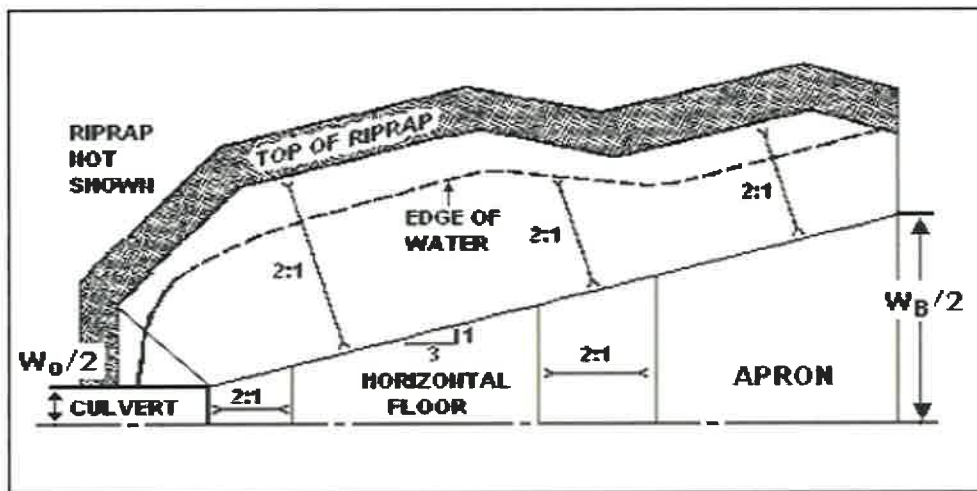 RIPRAP
NOT
SHOWN
TOP OF RIPRAP
2:1
EDGE OF
WATER
2:1
2:1
W₀/2
CULVERT
2:1
1
3
HORIZONTAL
FLOOR
2:1
APRON
W_B/2